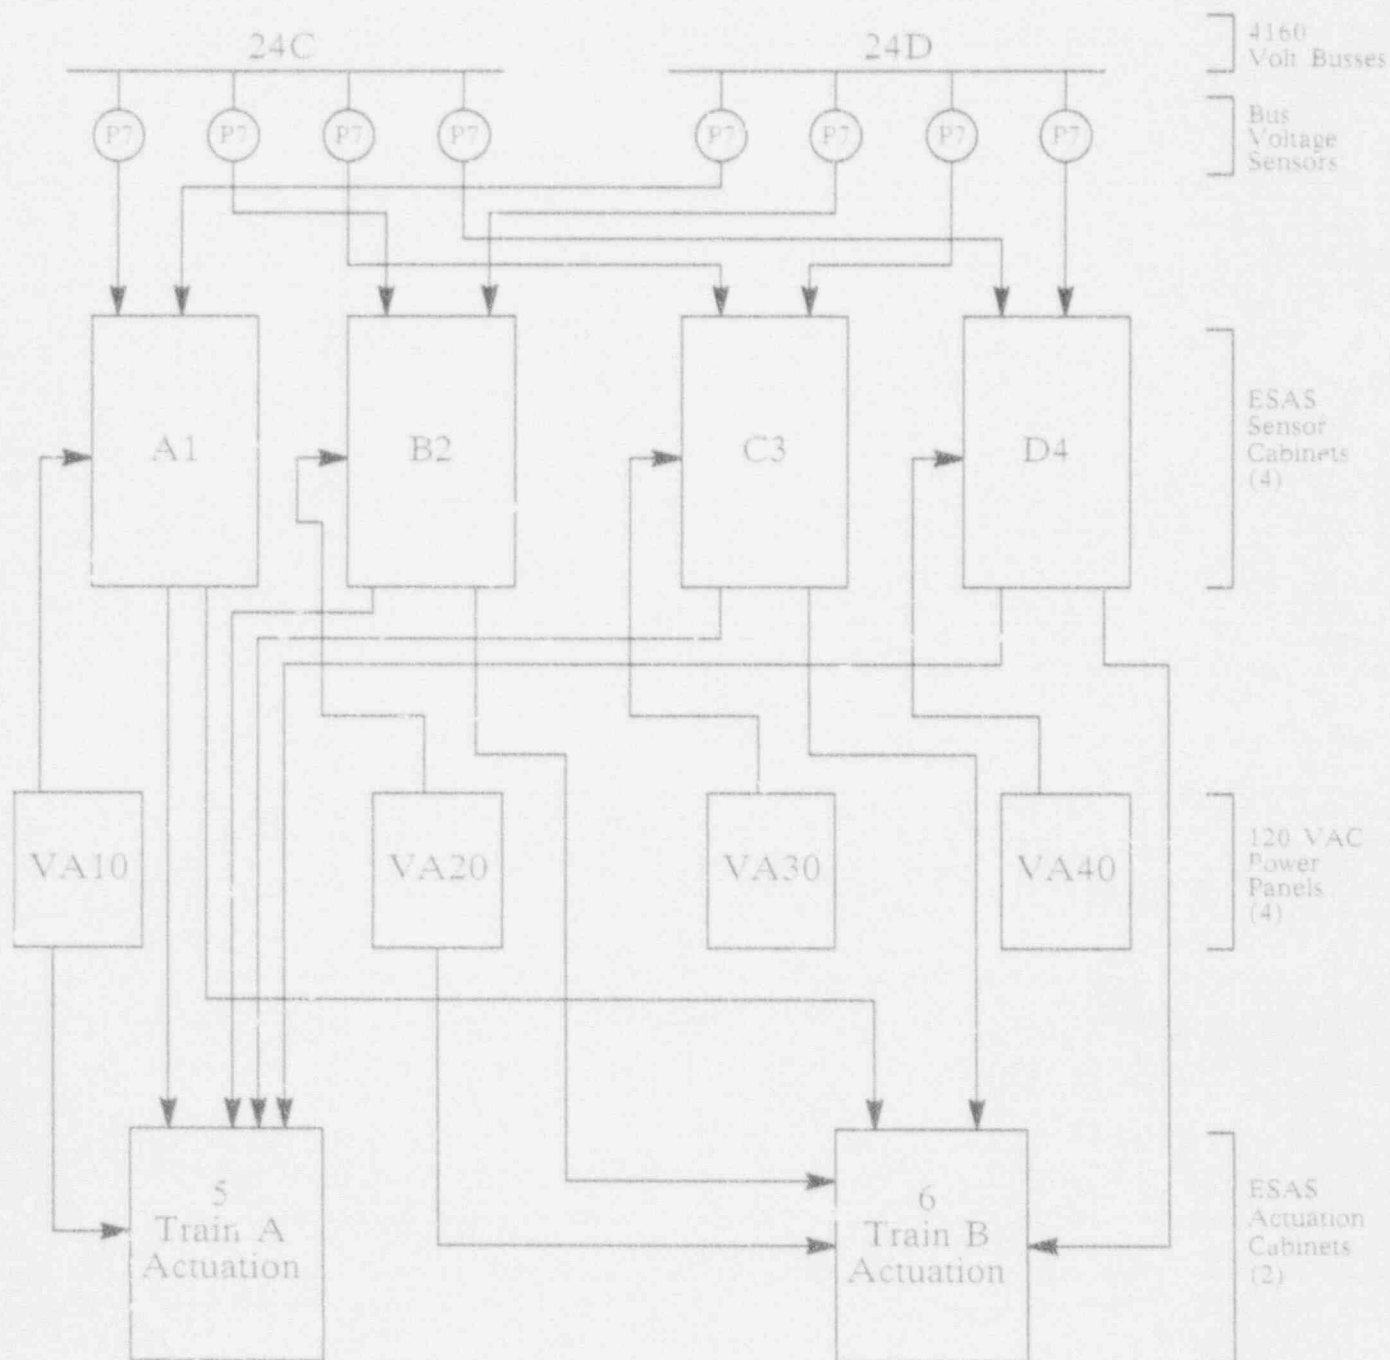 24C
24D
4160
Volt Busses
P7
P7
P7
P7
P7
P7
P7
P7
Bus
Voltage
Sensors
A1
B2
C3
D4
ESAS
Sensor
Cabinets
(4)
VA10
VA20
VA30
VA40
120 VAC
Power
Panels
(4)
5
Train A
Actuation
6
Train B
Actuation
ESAS
Actuation
Cabinets
(2)